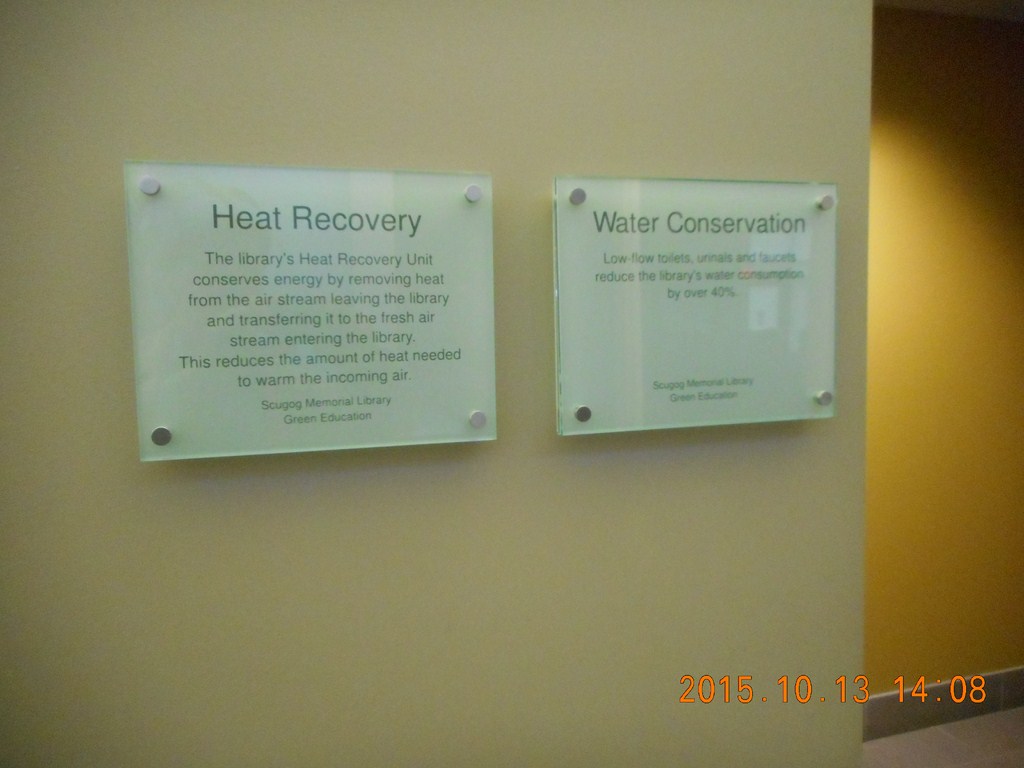 Heat Recovery
The library's Heat Recovery Unit
conserves energy by removing heat
from the air stream leaving the library
and transferring it to the fresh air
stream entering the library.
This reduces the amount of heat needed
to warm the incoming air.
Scugog Memorial Library
Green Education
Water Conservation
Low-flow toilets, urinals and faucets
reduce the library's water consumption
by over 40%.
Scugog Memorial Library
Green Education
2015.10.13 14:08